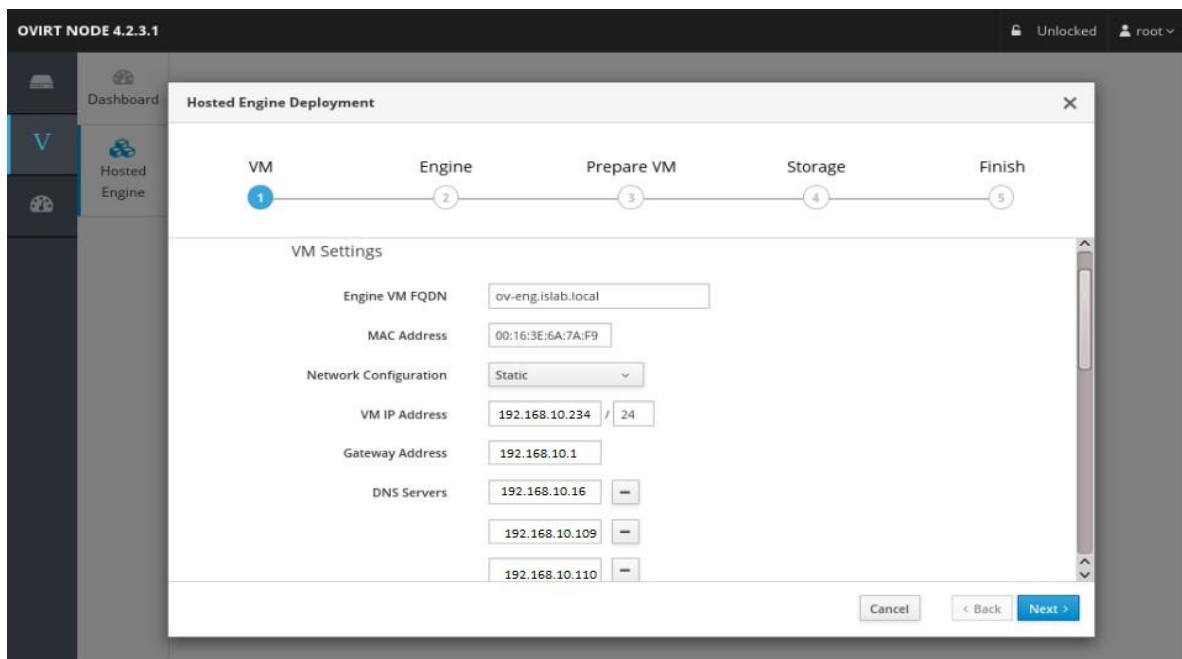 OVIRT NODE 4.2.3.1 Unlocked root
Dashboard
Hosted Engine
Hosted Engine Deployment
VM Engine Prepare VM Storage Finish
1 2 3 4 5
VM Settings
Engine VM FQDN ov-eng.islab.local
MAC Address 00:16:3E:6A:7A:F9
Network Configuration Static
VM IP Address 192.168.10.234 / 24
Gateway Address 192.168.10.1
DNS Servers 192.168.10.16
192.168.10.109
192.168.10.110
Cancel < Back Next >